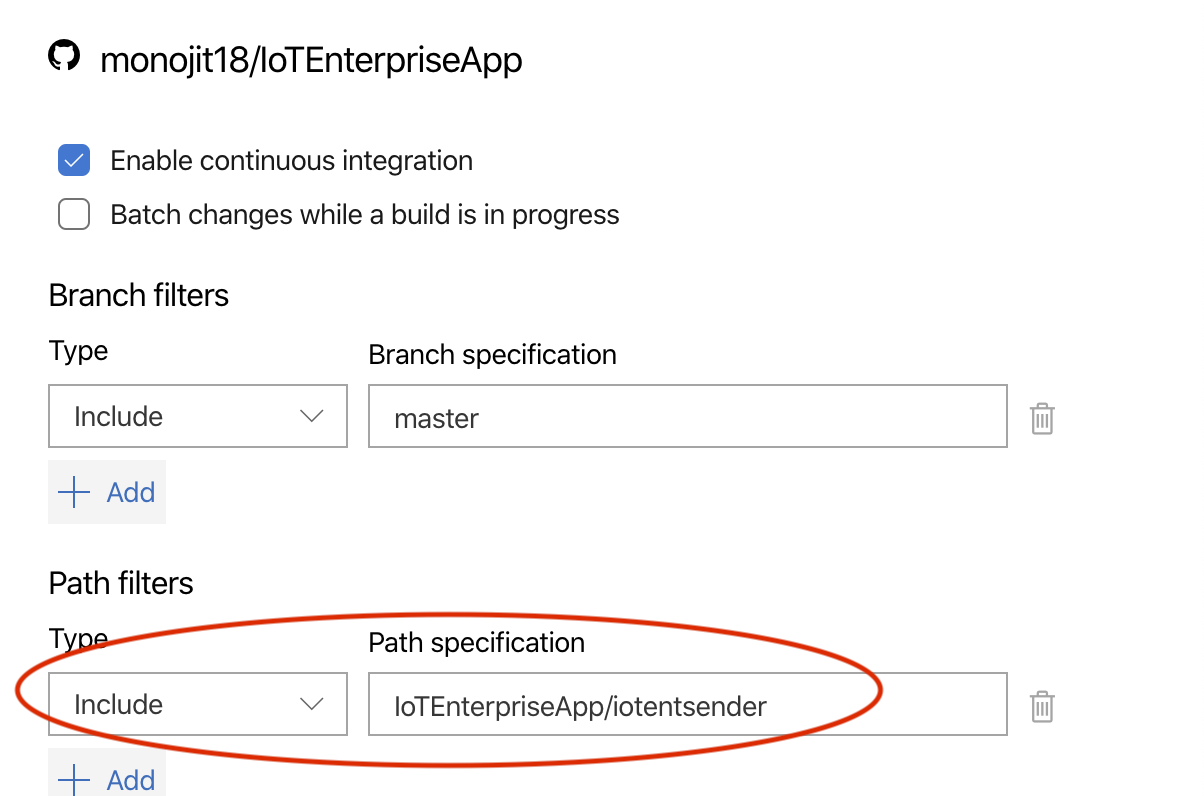 monojit18/IoTEnterpriseApp
Enable continuous integration
Batch changes while a build is in progress
Branch filters
Type
Branch specification
Include
master
Add
Path filters
Type
Path specification
Include
IoTEnterpriseApp/iotentsender
Add